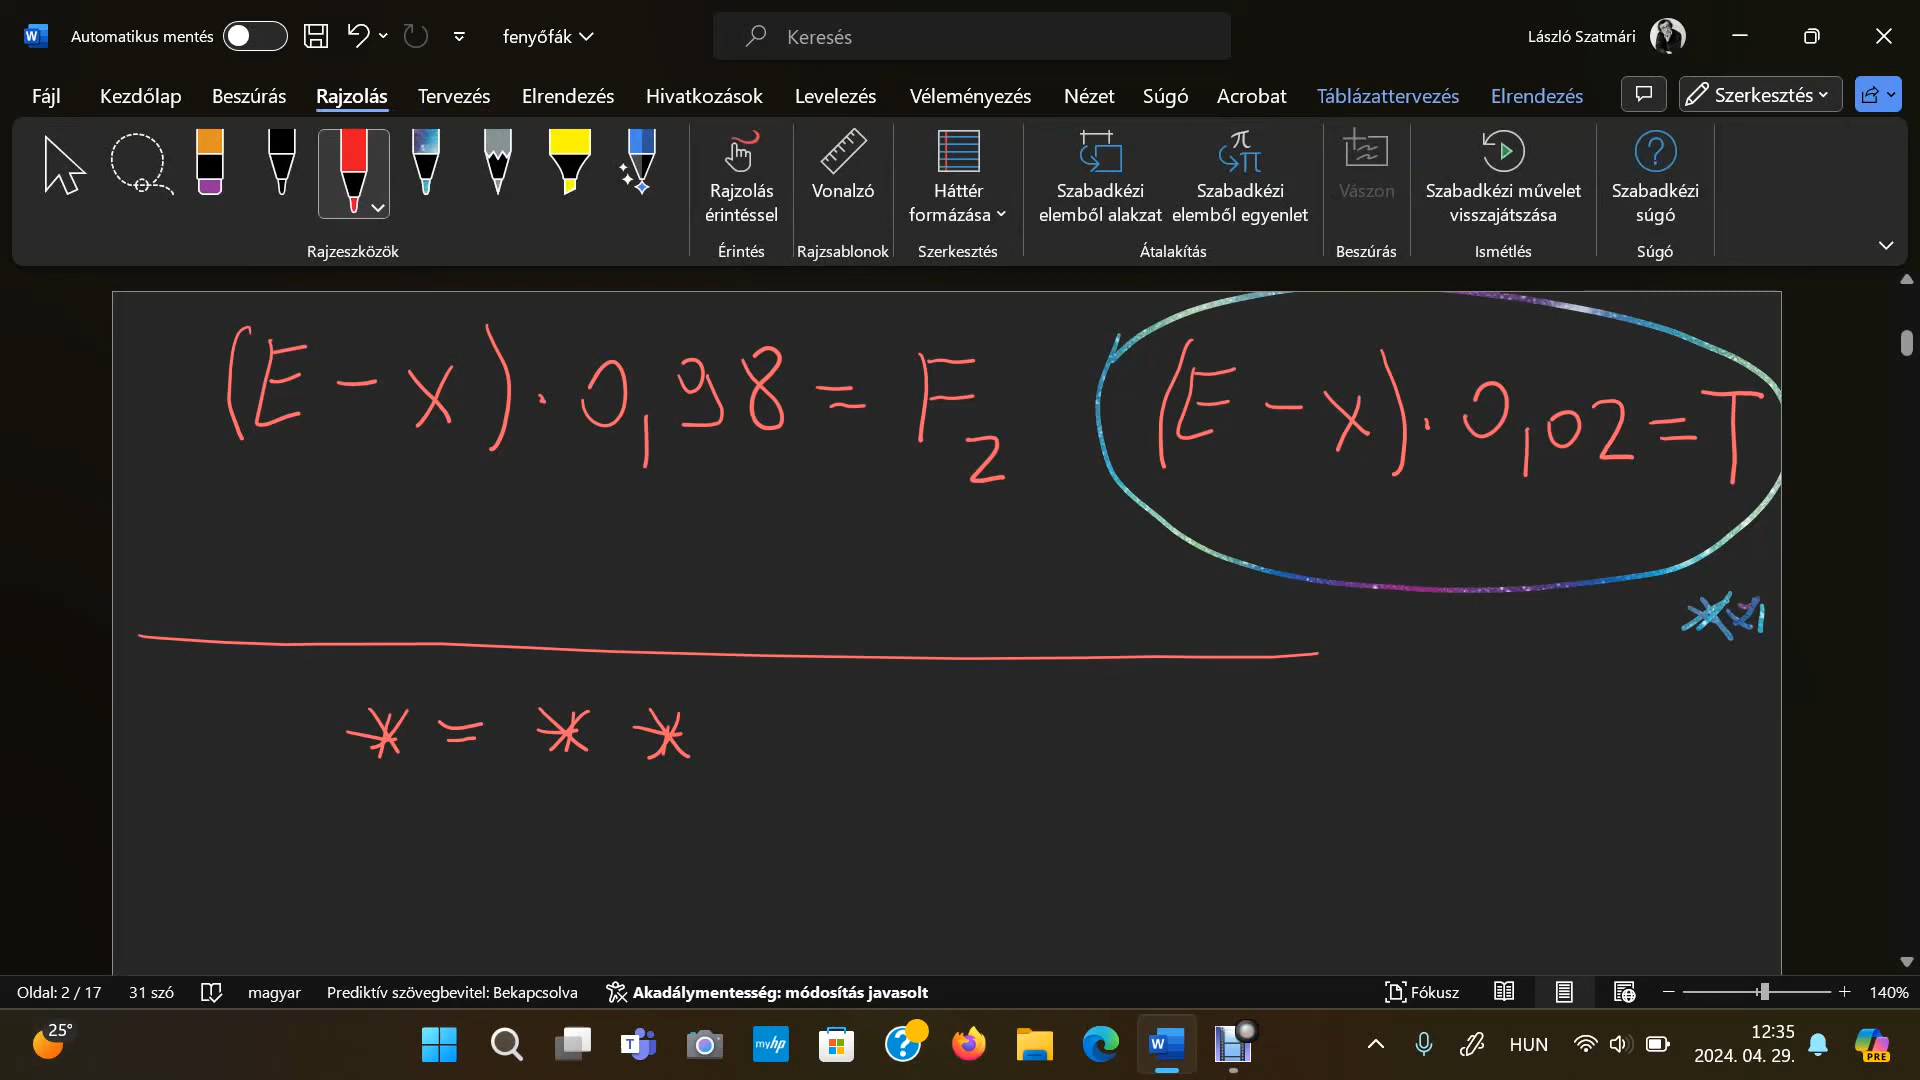 Automatikus mentés
fenyőfák
Keresés
László Szatmári
Fájl Kezdőlap Beszúrás Rajzolás Tervezés Elrendezés Hivatkozások Levelezés Véleményezés Nézet Súgó Acrobat Táblázattervezés Elrendezés Szerkesztés
Rajzolás érintéssel
Vonalzó
Háttér formázása
Szabadkézi elemből alakzat
Szabadkézi elemből egyenlet
Vászon
Szabadkézi művelet visszajátszása
Szabadkézi súgó
Rajzeszközök Érintés Rajzsablonok Szerkesztés Átalakítás Beszúrás Ismétlés Súgó
(E - x) · 0,98 = F₂
(E - x) · 0,02 = T
* = * *
Oldal: 2 / 17 31 szó magyar Prediktív szövegbevitel: Bekapcsolva Akadálymentesség: módosítás javasolt Fókusz 140%
25° myhp HUN 12:35
2024. 04. 29.
PRE